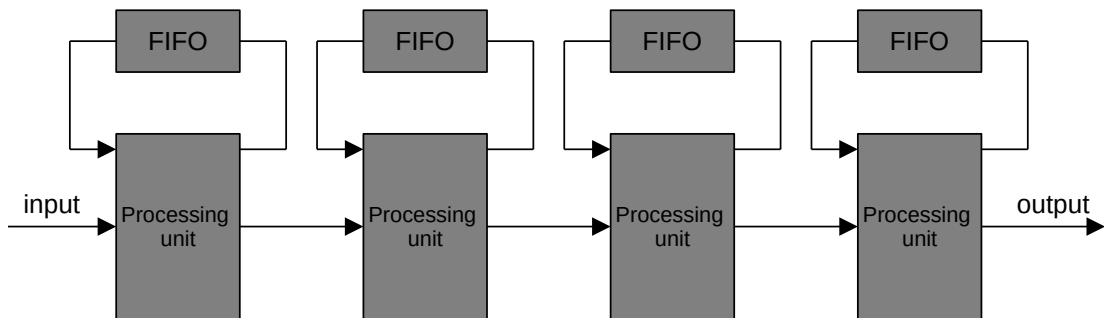 FIFO
FIFO
FIFO
FIFO
input
Processing
unit
Processing
unit
Processing
unit
Processing
unit
output